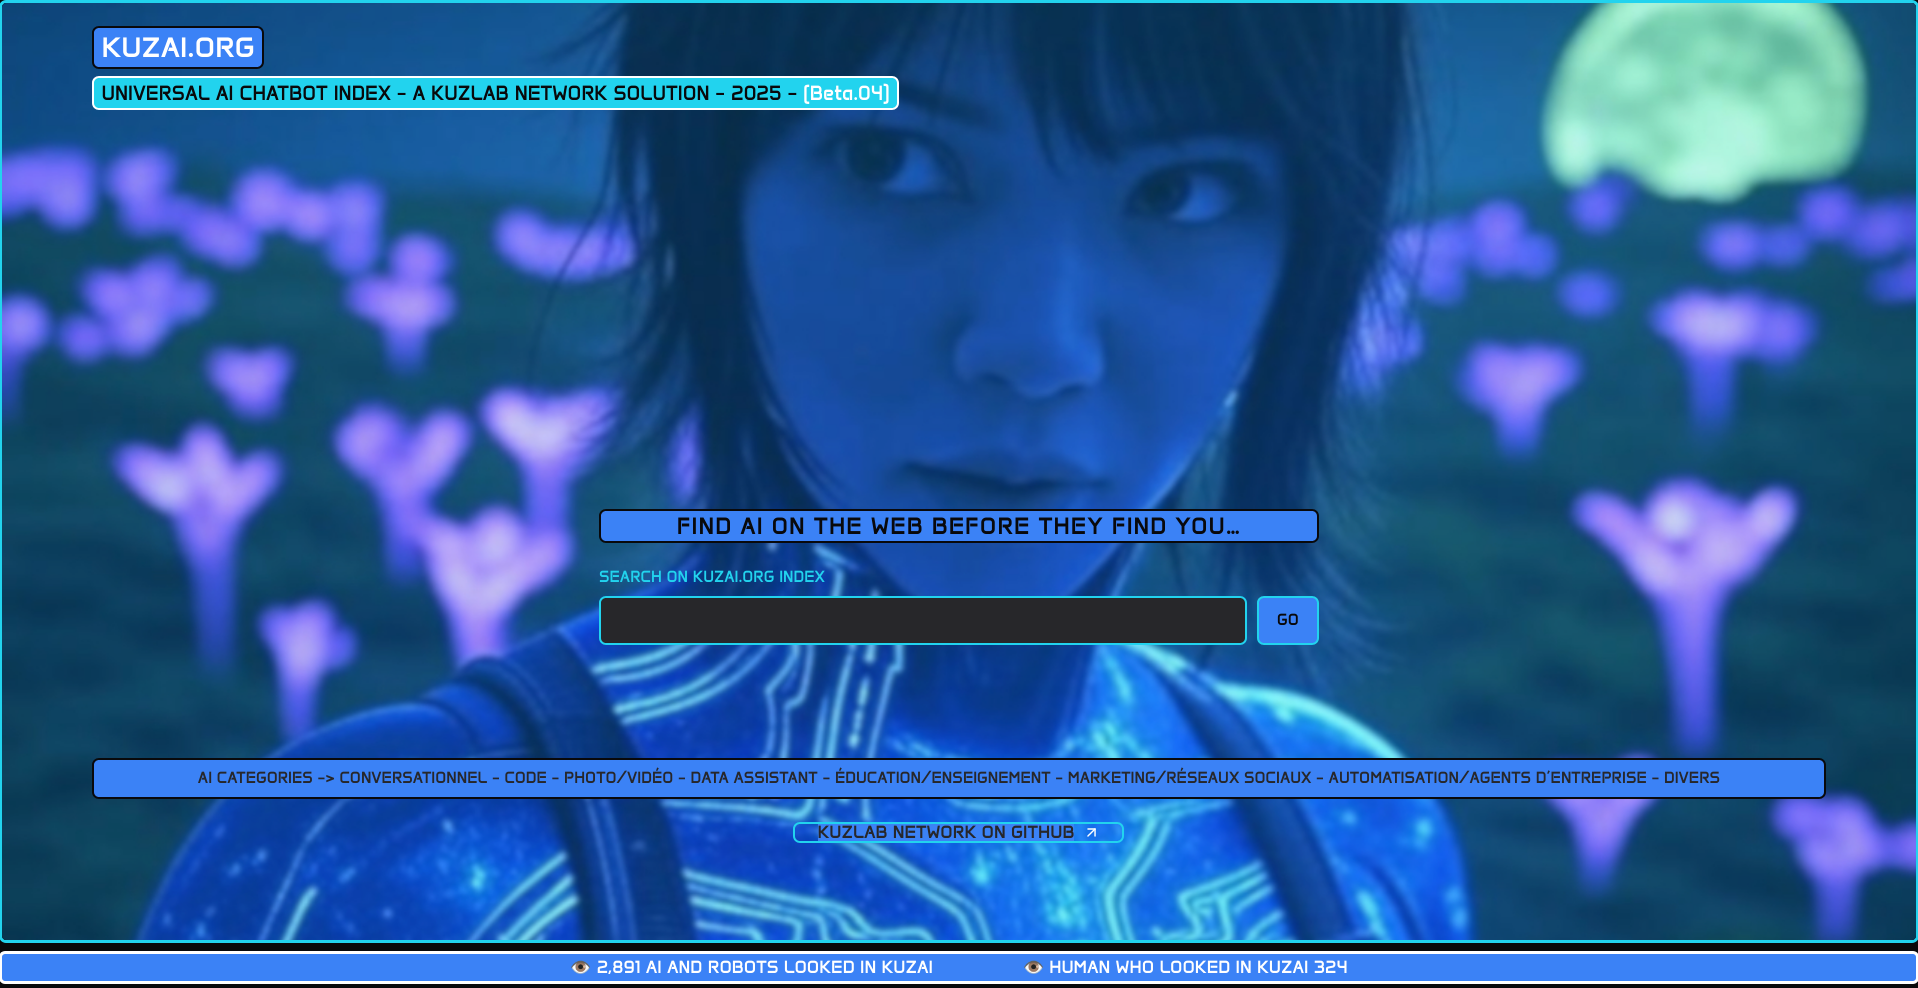 KUZAI.ORG
UNIVERSAL AI CHATBOT INDEX - A KUZLAB NETWORK SOLUTION - 2025 - [Beta.04]
FIND AI ON THE WEB BEFORE THEY FIND YOU...
SEARCH ON KUZAI.ORG INDEX
GO
AI CATEGORIES -> CONVERSATIONNEL - CODE - PHOTO/VIDÉO - DATA ASSISTANT - ÉDUCATION/ENSEIGNEMENT - MARKETING/RÉSEAUX SOCIAUX - AUTOMATISATION/AGENTS D'ENTREPRISE - DIVERS
KUZLAB NETWORK ON GITHUB
2,891 AI AND ROBOTS LOOKED IN KUZAI
HUMAN WHO LOOKED IN KUZAI 324